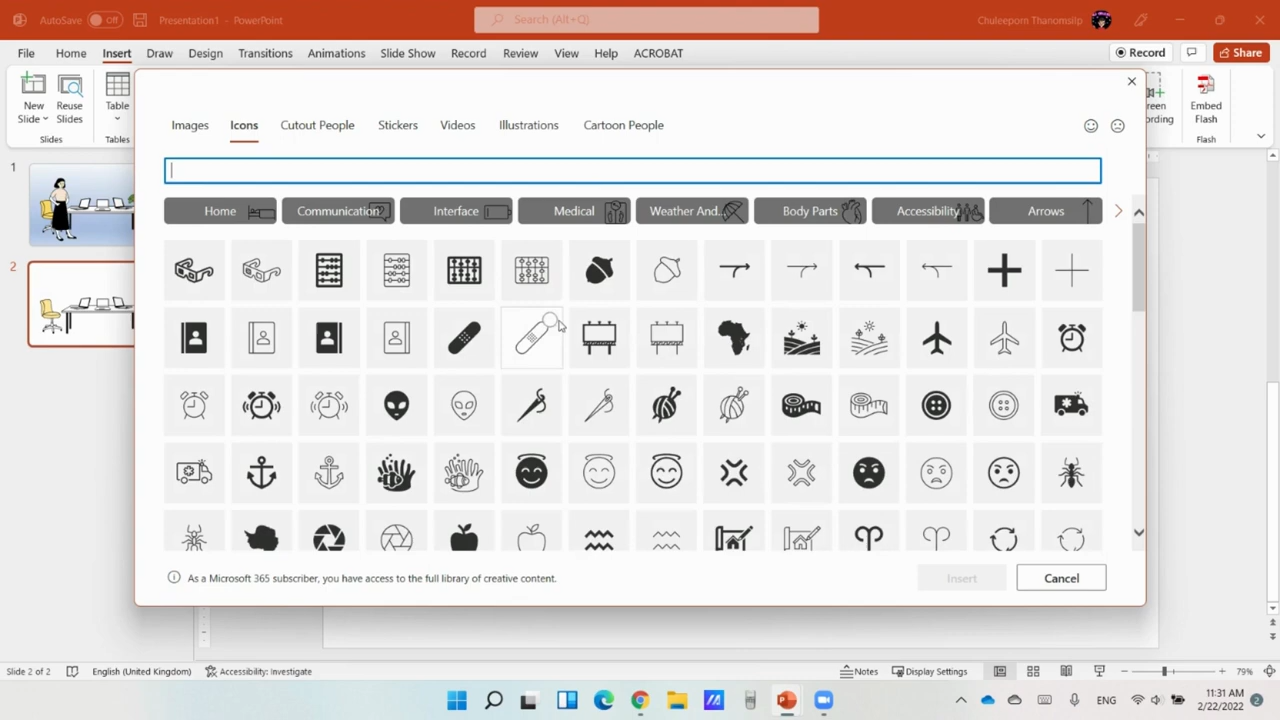 AutoSave Off Presentation1 - PowerPoint Search (Alt+Q) Chuleeporn Thanomsilp
File Home Insert Draw Design Transitions Animations Slide Show Record Review View Help ACROBAT Record Share
New Slide
Reuse Slides
Table
Embed Flash
Slides Tables Flash
Images Icons Cutout People Stickers Videos Illustrations Cartoon People
Home Communication Interface Medical Weather And... Body Parts Accessibility Arrows
1
2
As a Microsoft 365 subscriber, you have access to the full library of creative content.
Insert Cancel
Slide 2 of 2 English (United Kingdom) Accessibility: Investigate Notes Display Settings 79%
ENG 11:31 AM
2/22/2022 2